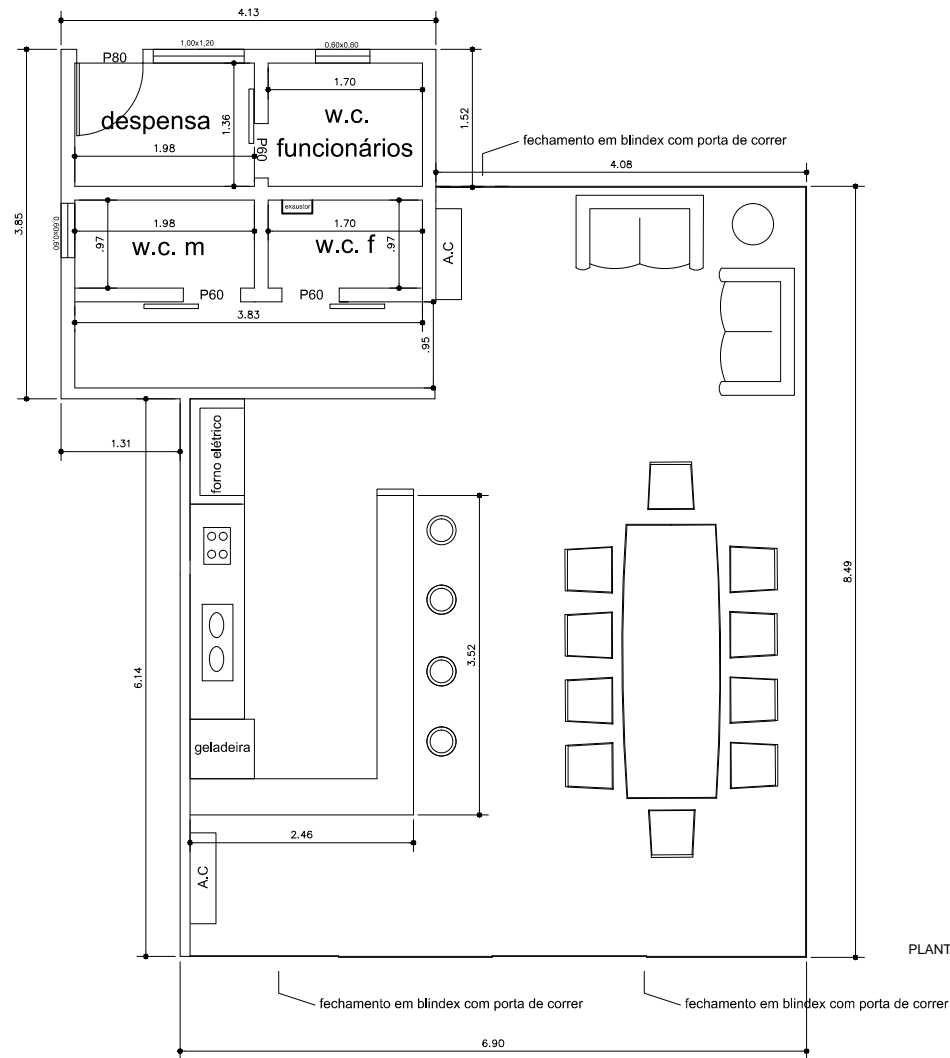 4.13
P80
1,00x1,20
0,60x0,60
despensa
1.36
1.98
P60
1.70
w.c.
funcionários
1.52
fechamento em blindex com porta de correr
4.08
3.85
0,60x0,60
1.98
.97
w.c. m
exaustor
1.70
w.c. f
.97
A.C
P60
P60
3.83
.95
1.31
forno elétrico
geladeira
3.52
6.14
8.49
2.46
A.C
PLANT
fechamento em blindex com porta de correr
fechamento em blindex com porta de correr
6.90